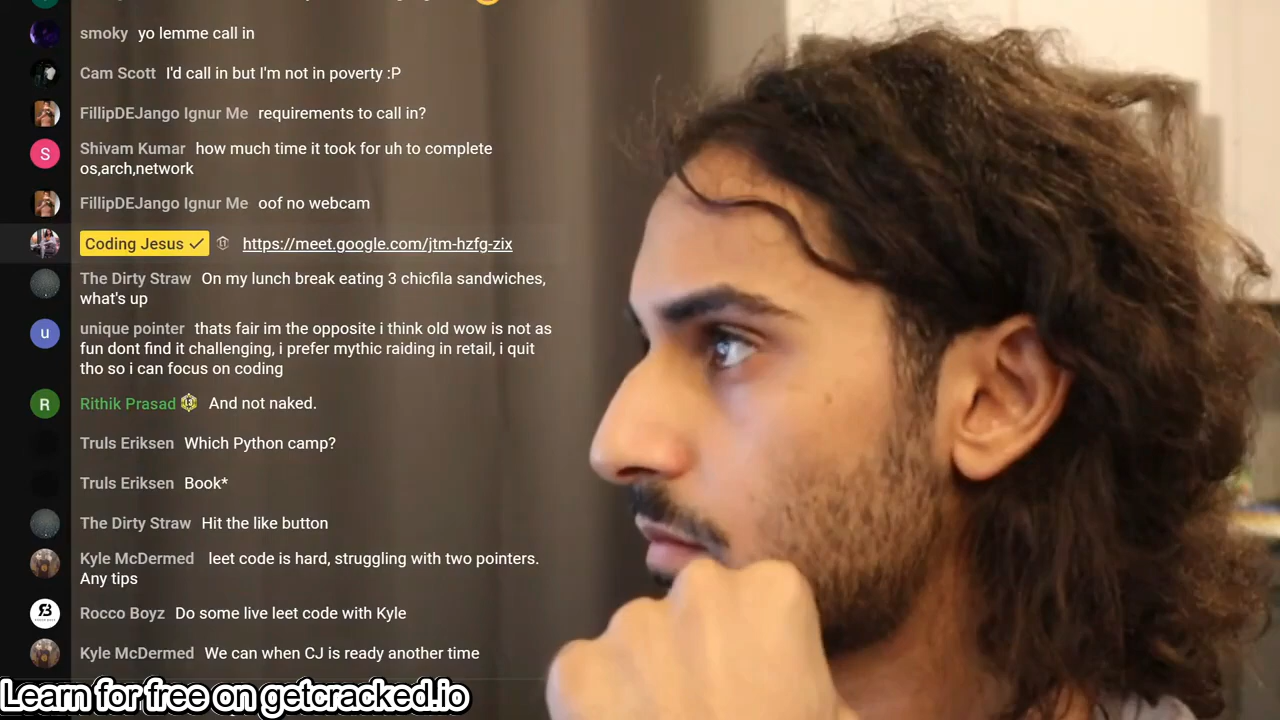 smoky yo lemme call in
Cam Scott I'd call in but I'm not in poverty :P
FillipDEJango Ignur Me requirements to call in?
S Shivam Kumar how much time it took for uh to complete
os,arch,network
FillipDEJango Ignur Me oof no webcam
Coding Jesus https://meet.google.com/jtm-hzfg-zix
The Dirty Straw On my lunch break eating 3 chicfila sandwiches,
what's up
u unique pointer thats fair im the opposite i think old wow is not as
fun dont find it challenging, i prefer mythic raiding in retail, i quit
tho so i can focus on coding
R Rithik Prasad And not naked.
Truls Eriksen Which Python camp?
Truls Eriksen Book*
The Dirty Straw Hit the like button
Kyle McDermed leet code is hard, struggling with two pointers.
Any tips
Rocco Boyz Do some live leet code with Kyle
Kyle McDermed We can when CJ is ready another time
Learn for free on getcracked.io